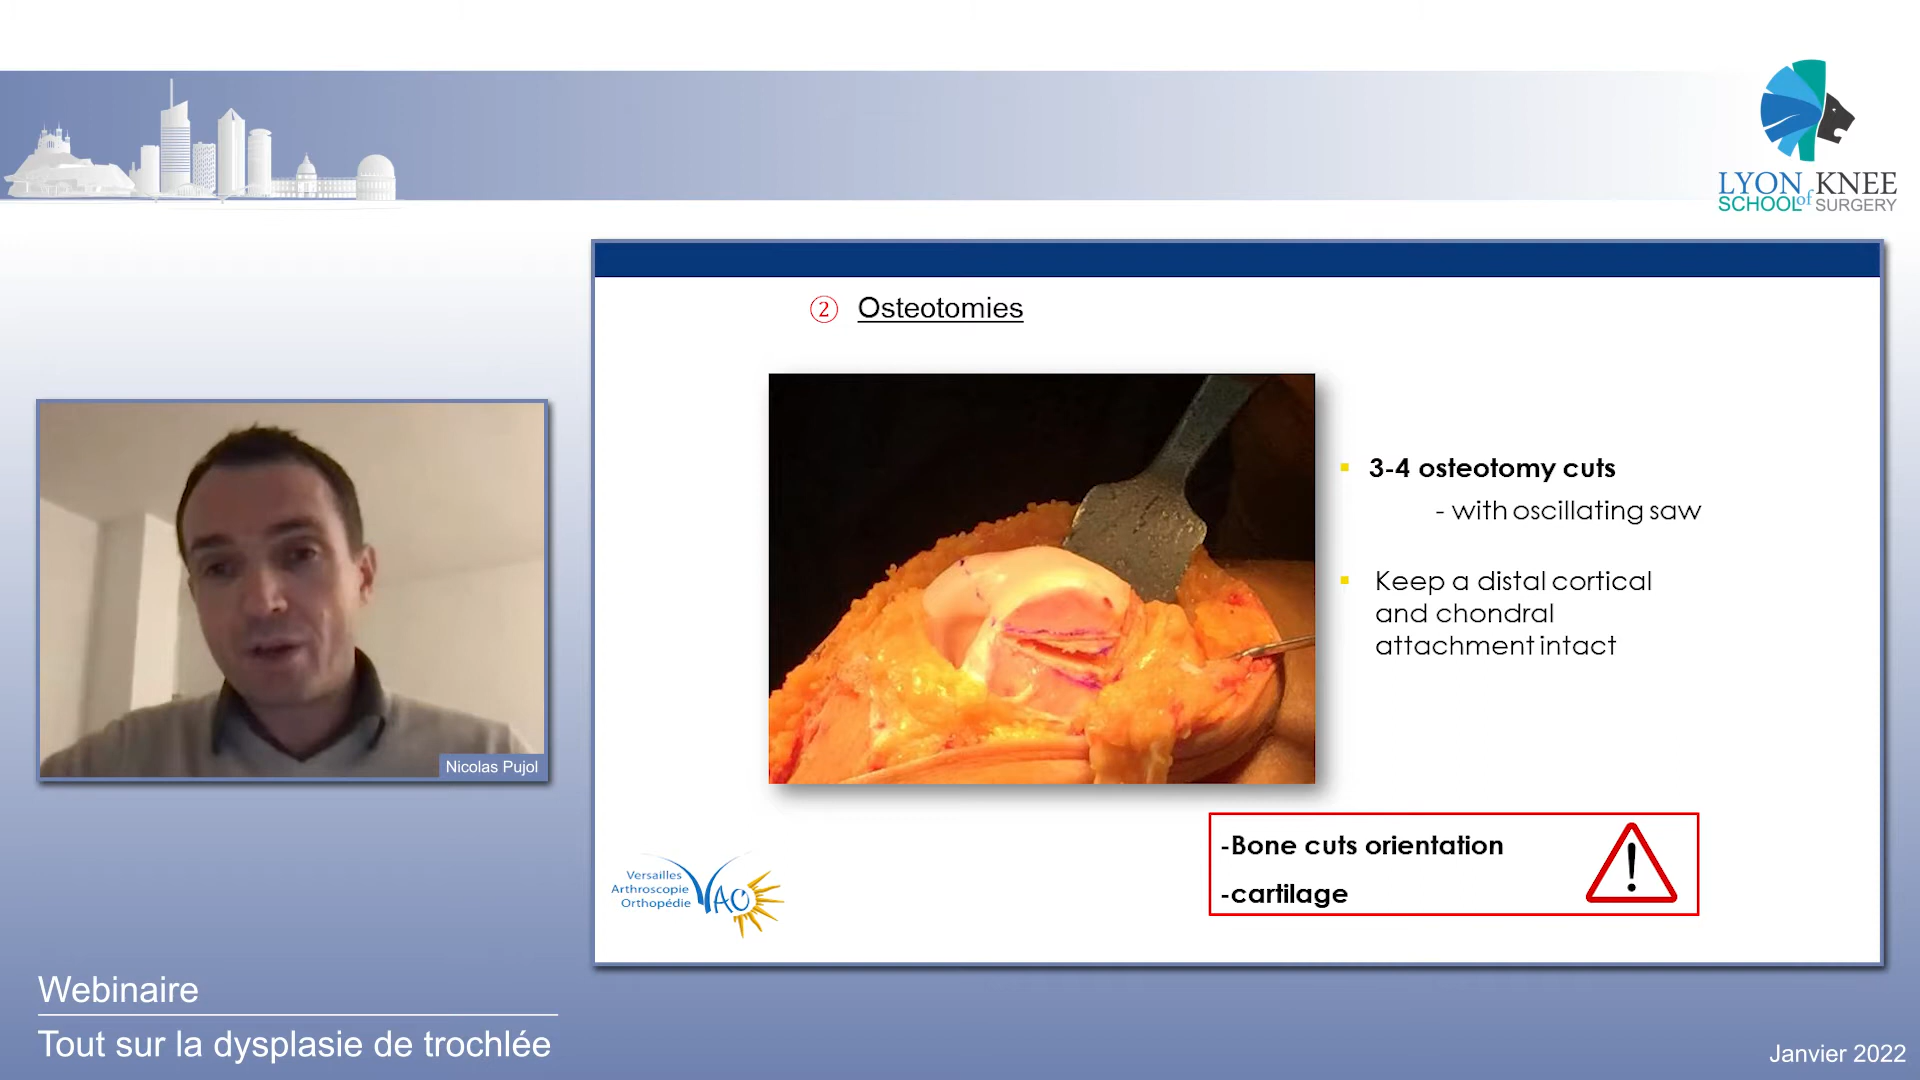 LYON KNEE
SCHOOL of SURGERY
② Osteotomies
3-4 osteotomy cuts
- with oscillating saw
Keep a distal cortical
and chondral
attachment intact
Nicolas Pujol
-Bone cuts orientation
-cartilage
!
Versailles
Arthroscopie
Orthopédie
VAO
Webinaire
Tout sur la dysplasie de trochlée
Janvier 2022